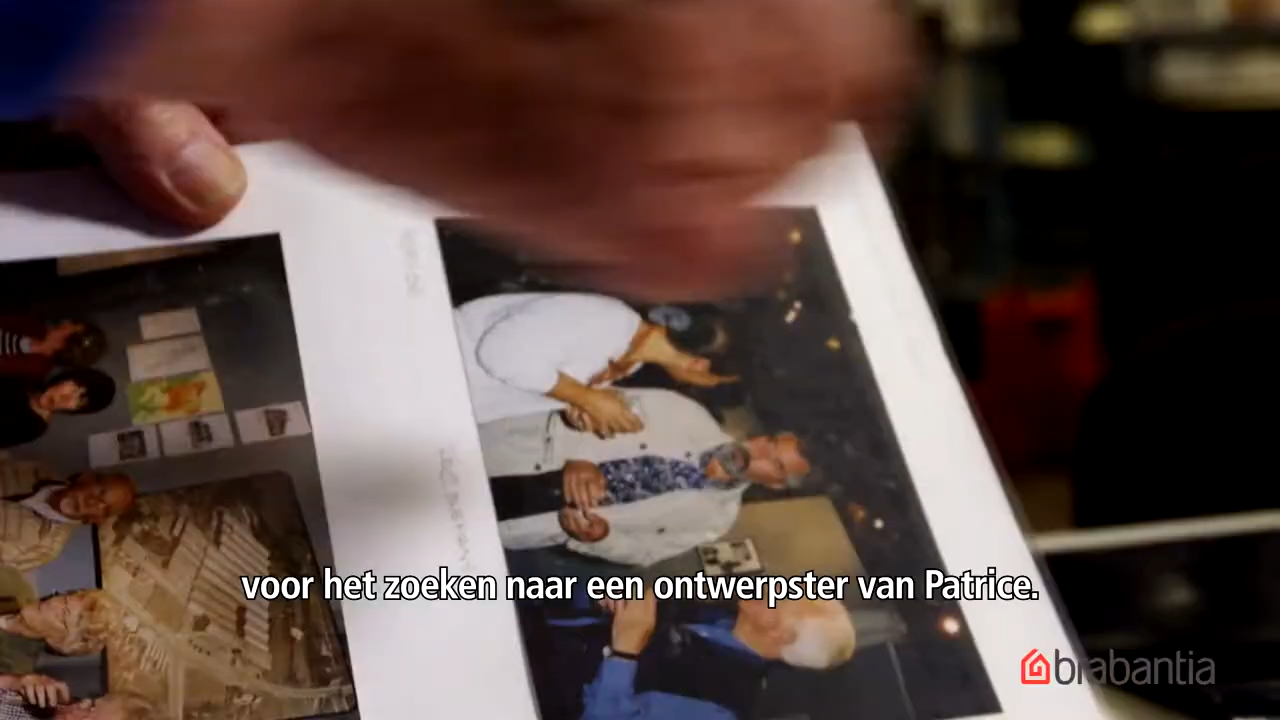 voor het zoeken naar een ontwerpster van Patrice.
brabantia